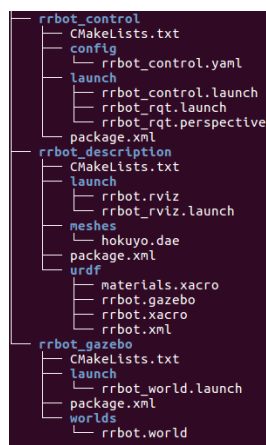 rrbot_control
CMakeLists.txt
config
rrbot_control.yaml
launch
rrbot_control.launch
rrbot_rqt.launch
rrbot_rqt.perspective
package.xml
rrbot_description
CMakeLists.txt
launch
rrbot.rviz
rrbot_rviz.launch
meshes
hokuyo.dae
package.xml
urdf
materials.xacro
rrbot.gazebo
rrbot.xacro
rrbot.xml
rrbot_gazebo
CMakeLists.txt
launch
rrbot_world.launch
package.xml
worlds
rrbot.world